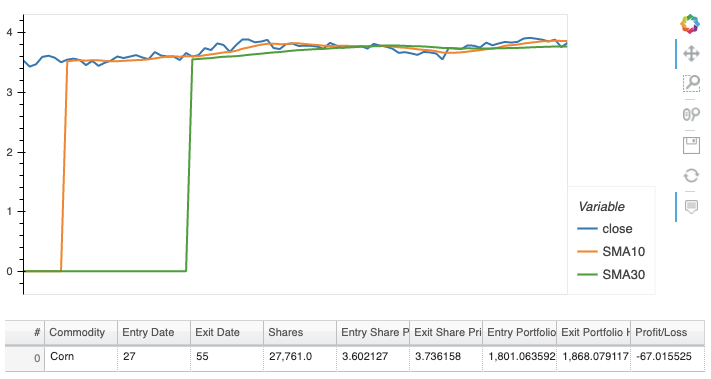 4
3
2
1
0
Variable
close
SMA10
SMA30
# Commodity Entry Date Exit Date Shares Entry Share P Exit Share Pri Entry Portfolio Exit Portfolio H Profit/Loss
0 Corn 27 55 27,761.0 3.602127 3.736158 1,801.063592 1,868.079117 -67.015525